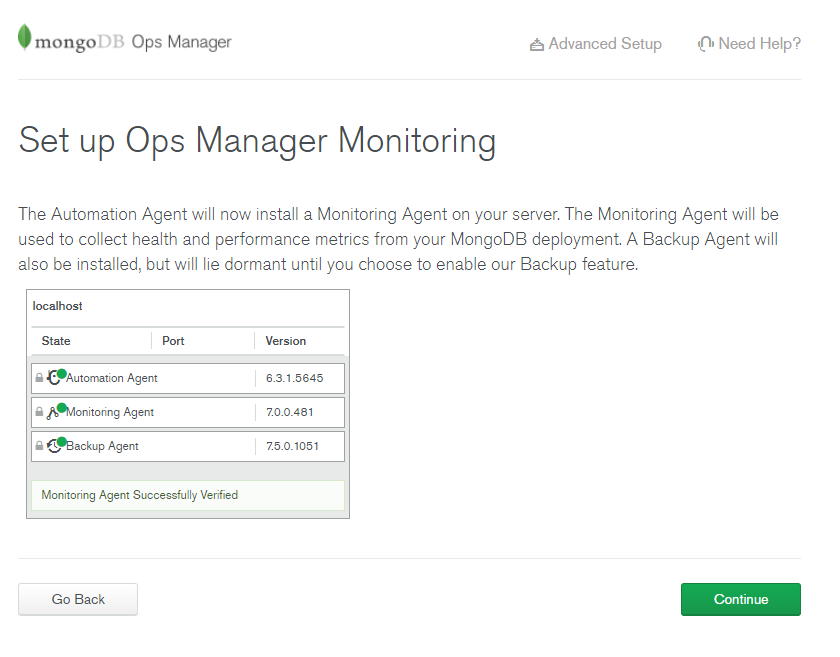 mongoDB Ops Manager
Advanced Setup
Need Help?
Set up Ops Manager Monitoring
The Automation Agent will now install a Monitoring Agent on your server. The Monitoring Agent will be
used to collect health and performance metrics from your MongoDB deployment. A Backup Agent will
also be installed, but will lie dormant until you choose to enable our Backup feature.
localhost
State Port Version
Automation Agent 6.3.1.5645
Monitoring Agent 7.0.0.481
Backup Agent 7.5.0.1051
Monitoring Agent Successfully Verified
Go Back
Continue